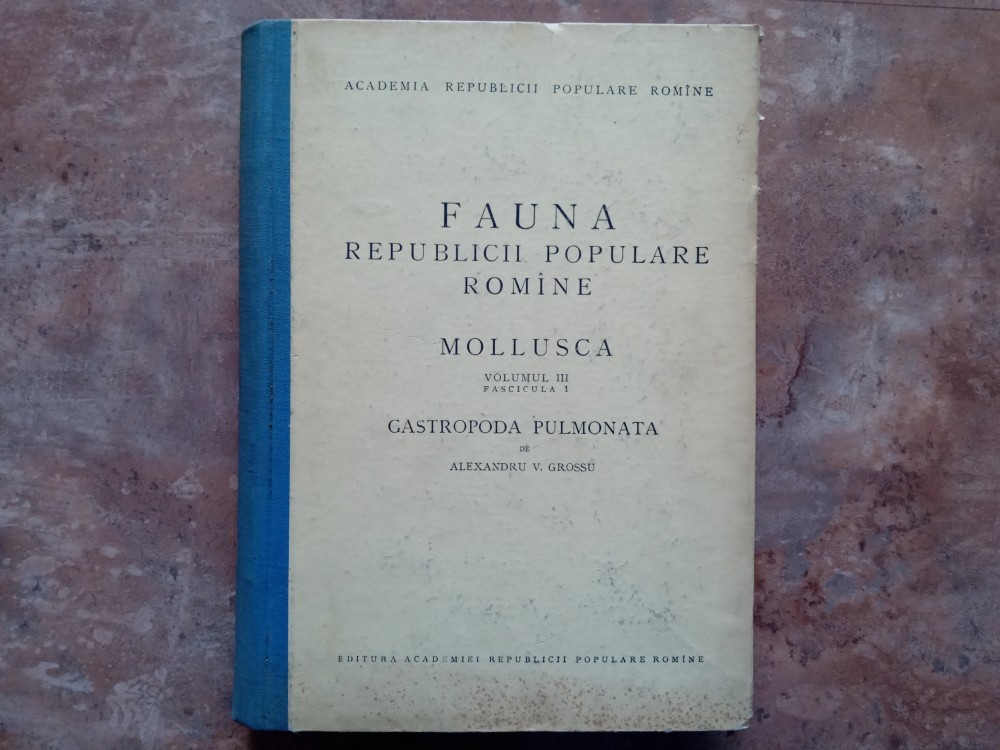 ACADEMIA REPUBLICII POPULARE ROMÎNE
FAUNA
REPUBLICII POPULARE
ROMÎNE
MOLLUSCA
VOLUMUL III
FASCICULA 1
GASTROPODA PULMONATA
DE
ALEXANDRU V. GROSSU
EDITURA ACADEMIEI REPUBLICII POPULARE ROMÎNE